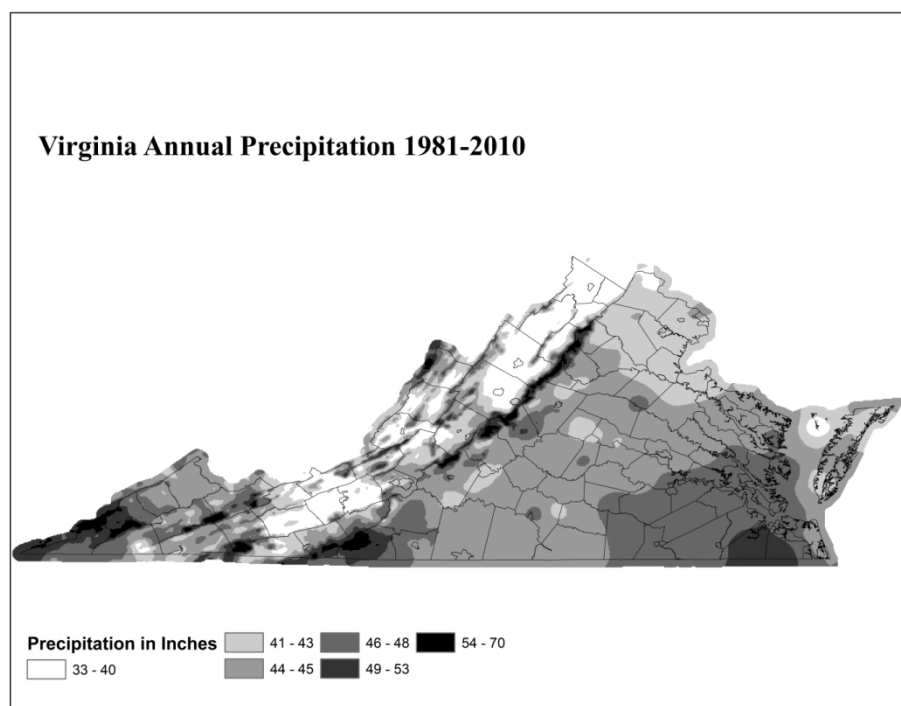 Virginia Annual Precipitation 1981-2010
Precipitation in Inches
33 - 40
41 - 43
44 - 45
46 - 48
49 - 53
54 - 70